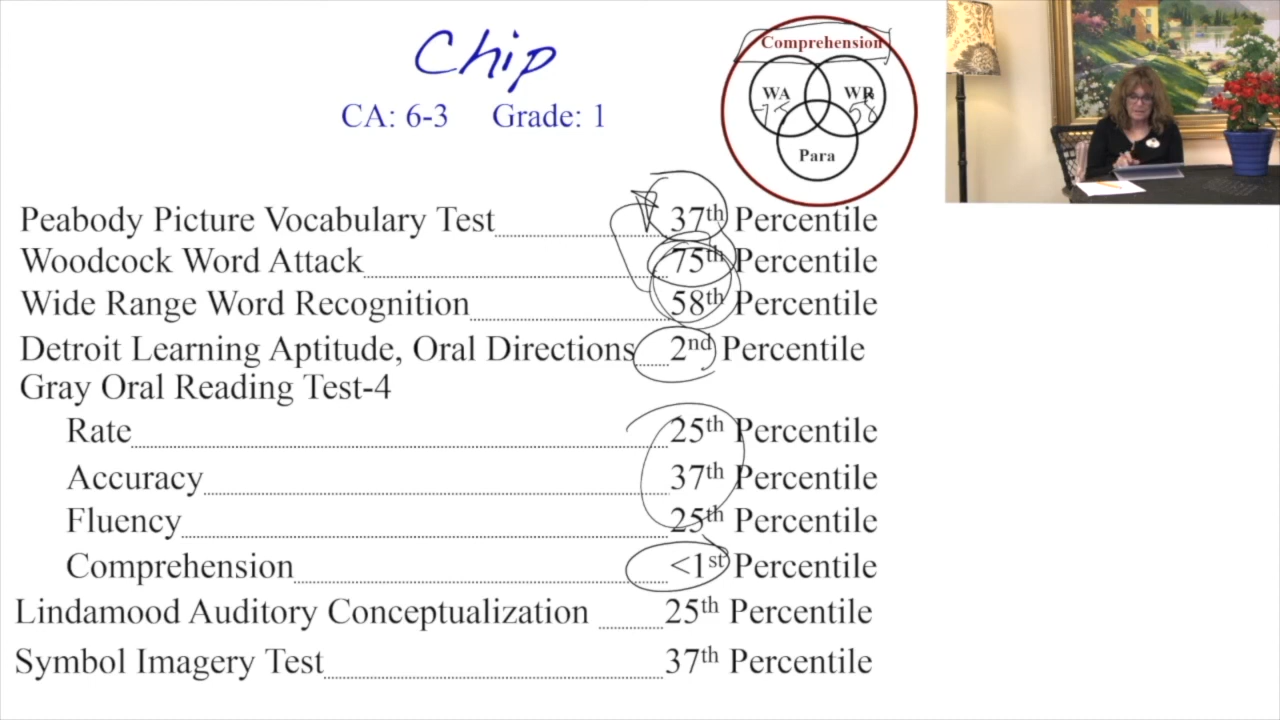 Chip
CA: 6-3 Grade: 1
Comprehension
WA WR
75 58
Para
Peabody Picture Vocabulary Test 37th Percentile
Woodcock Word Attack 75th Percentile
Wide Range Word Recognition 58th Percentile
Detroit Learning Aptitude, Oral Directions 2nd Percentile
Gray Oral Reading Test-4
Rate 25th Percentile
Accuracy 37th Percentile
Fluency 25th Percentile
Comprehension <1st Percentile
Lindamood Auditory Conceptualization 25th Percentile
Symbol Imagery Test 37th Percentile